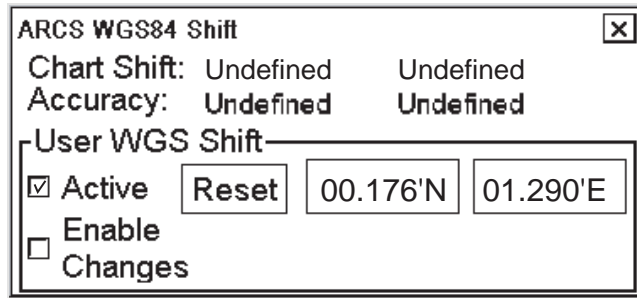 ARCS WGS84 Shift
Chart Shift: Undefined Undefined
Accuracy: Undefined Undefined
User WGS Shift
Active Reset 00.176'N 01.290'E
Enable
Changes